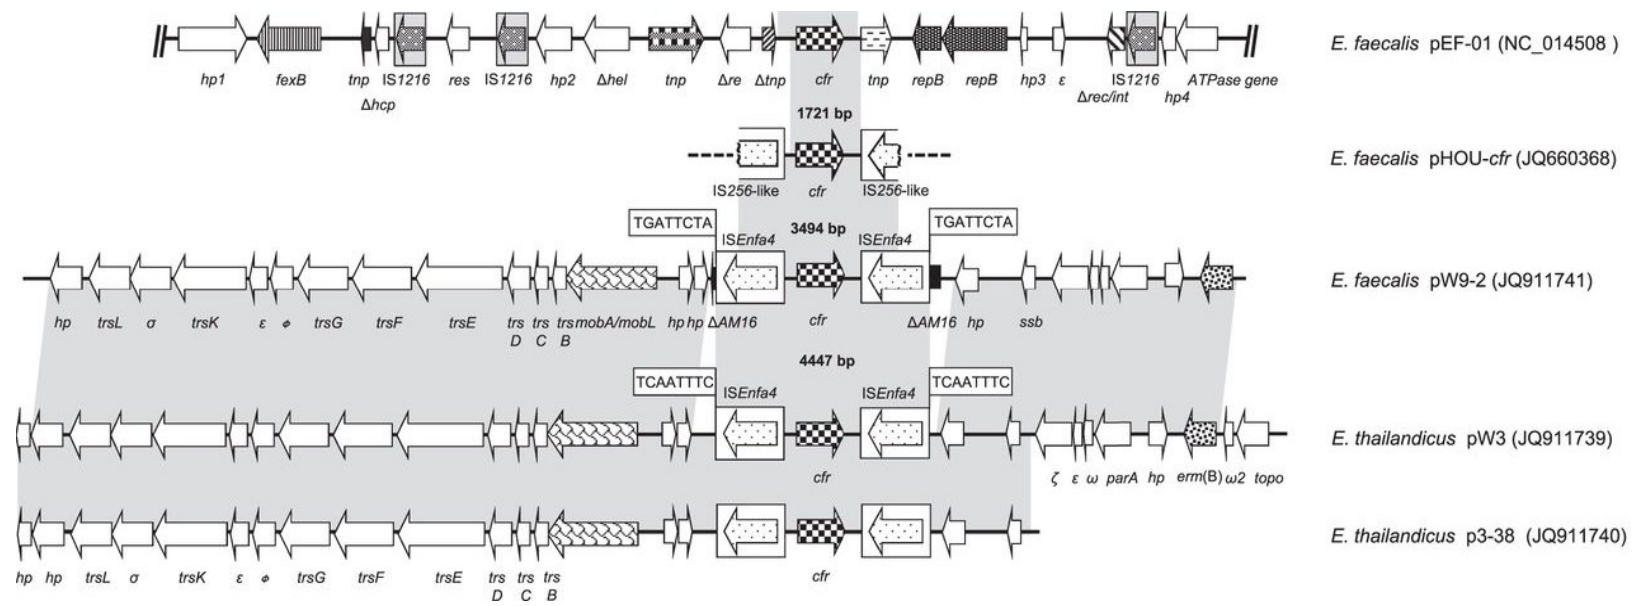 E. faecalis pEF-01 (NC_014508 )
hp1 fexB tnp IS1216 res IS1216 hp2 Δhel tnp Δre Δtnp cfr tnp repB repB hp3 ε IS1216 ATPase gene
Δhcp Δrec/int hp4
1721 bp
E. faecalis pHOU-cfr (JQ660368)
IS256-like cfr IS256-like
TGATTCTA 3494 bp TGATTCTA
ISEnfa4 ISEnfa4
E. faecalis pW9-2 (JQ911741)
hp trsL σ trsK ε ϕ trsG trsF trsE trs trs trs mobA/mobL hp hp ΔAM16 cfr ΔAM16 hp ssb
D C B
4447 bp
TCAATTTC TCAATTTC
ISEnfa4 ISEnfa4
E. thailandicus pW3 (JQ911739)
cfr ζ ε ω parA hp erm(B) ω2 topo
E. thailandicus p3-38 (JQ911740)
hp hp trsL σ trsK ε ϕ trsG trsF trsE trs trs trs cfr
D C B